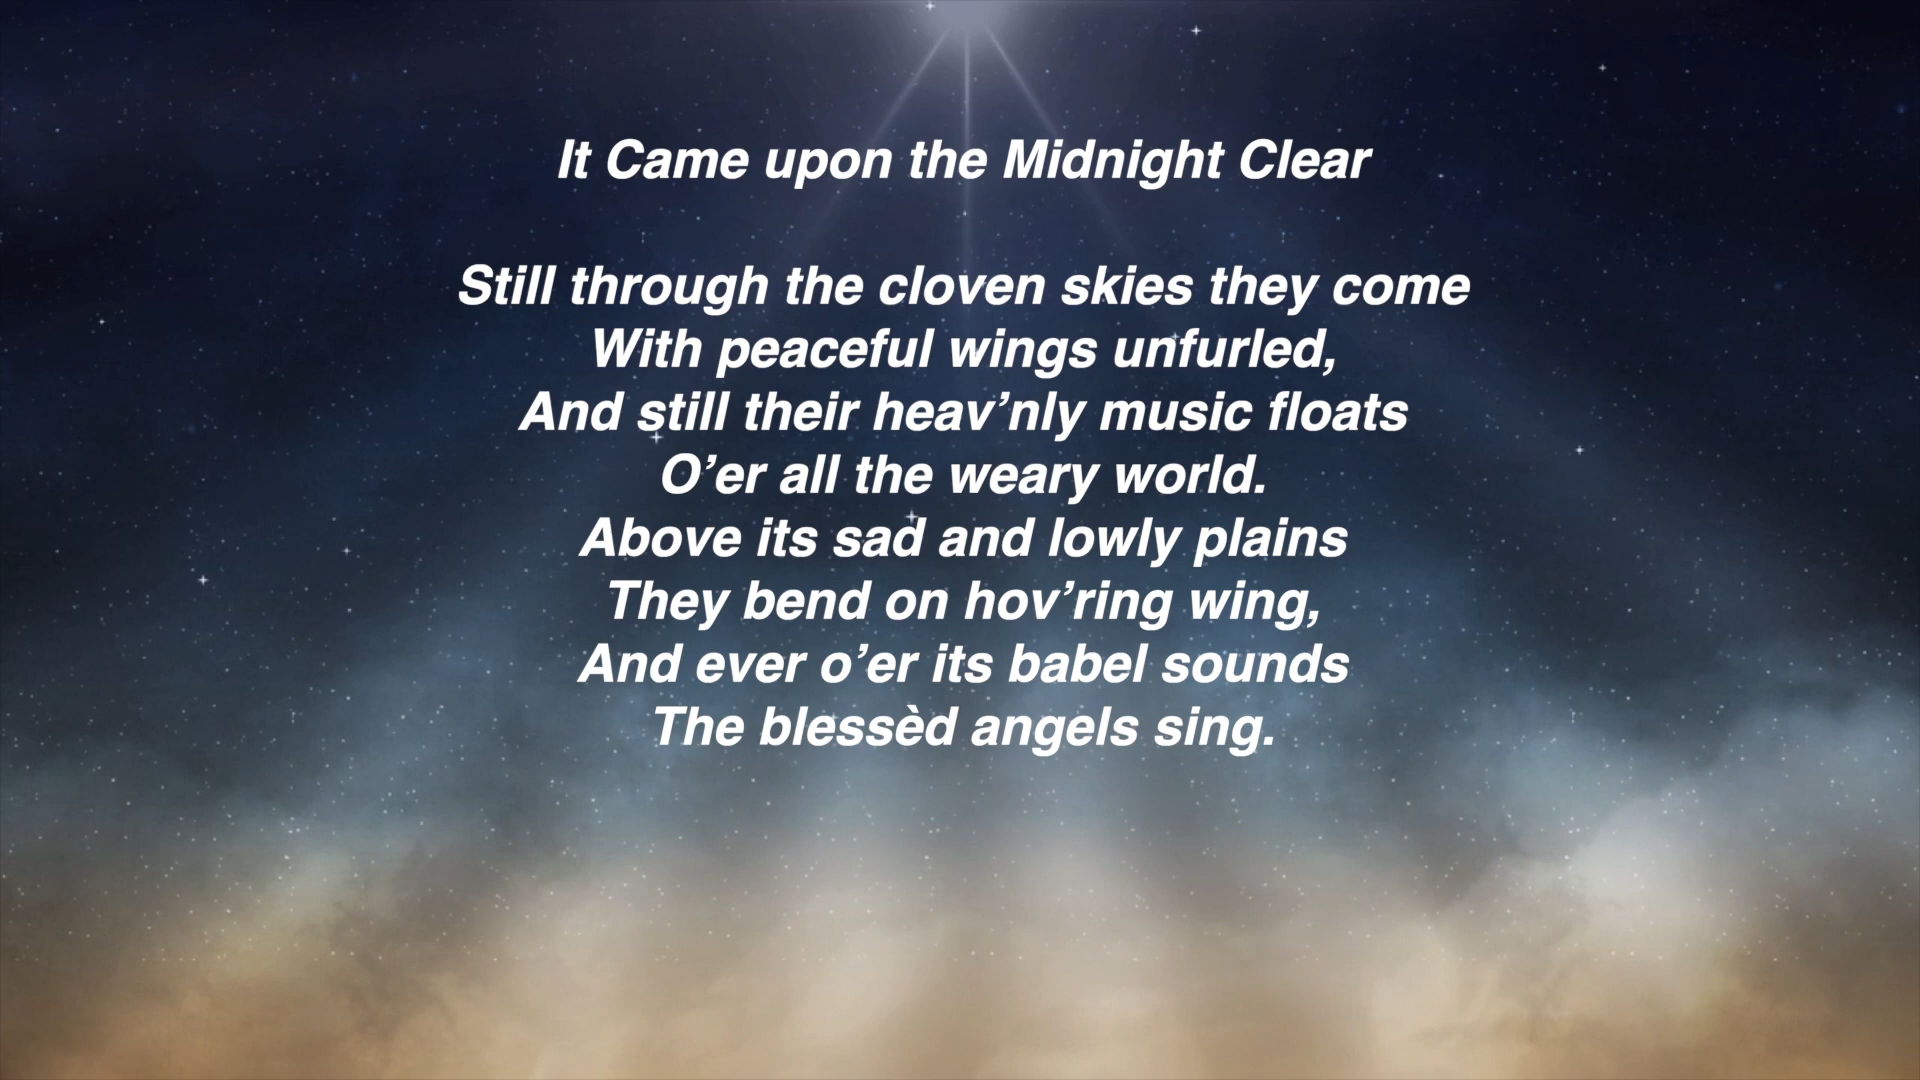 It Came upon the Midnight Clear
Still through the cloven skies they come
With peaceful wings unfurled,
And still their heav’nly music floats
O’er all the weary world.
Above its sad and lowly plains
They bend on hov’ring wing,
And ever o’er its babel sounds
The blessèd angels sing.